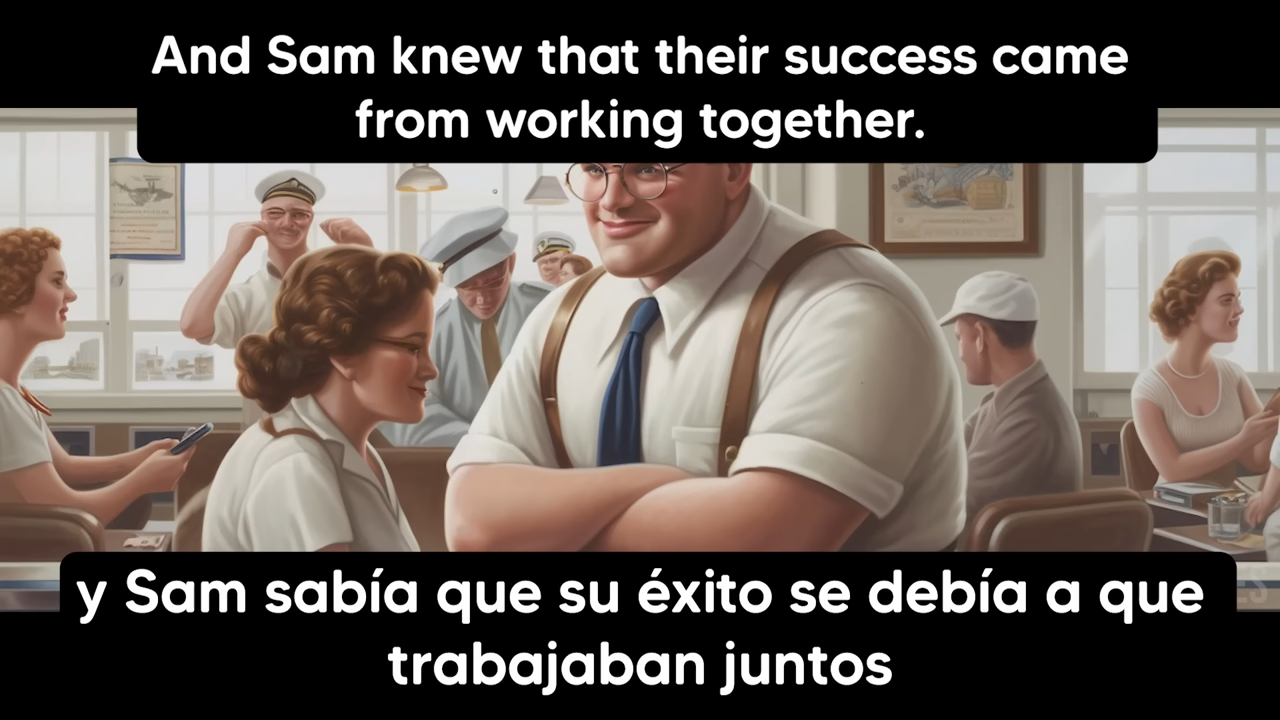 And Sam knew that their success came
from working together.
y Sam sabía que su éxito se debía a que
trabajaban juntos